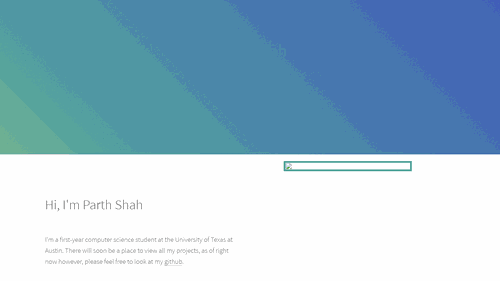 Hi, I'm Parth Shah
I'm a first-year computer science student at the University of Texas at
Austin. There will soon be a place to view all my projects, as of right
now however, please feel free to look at my github.